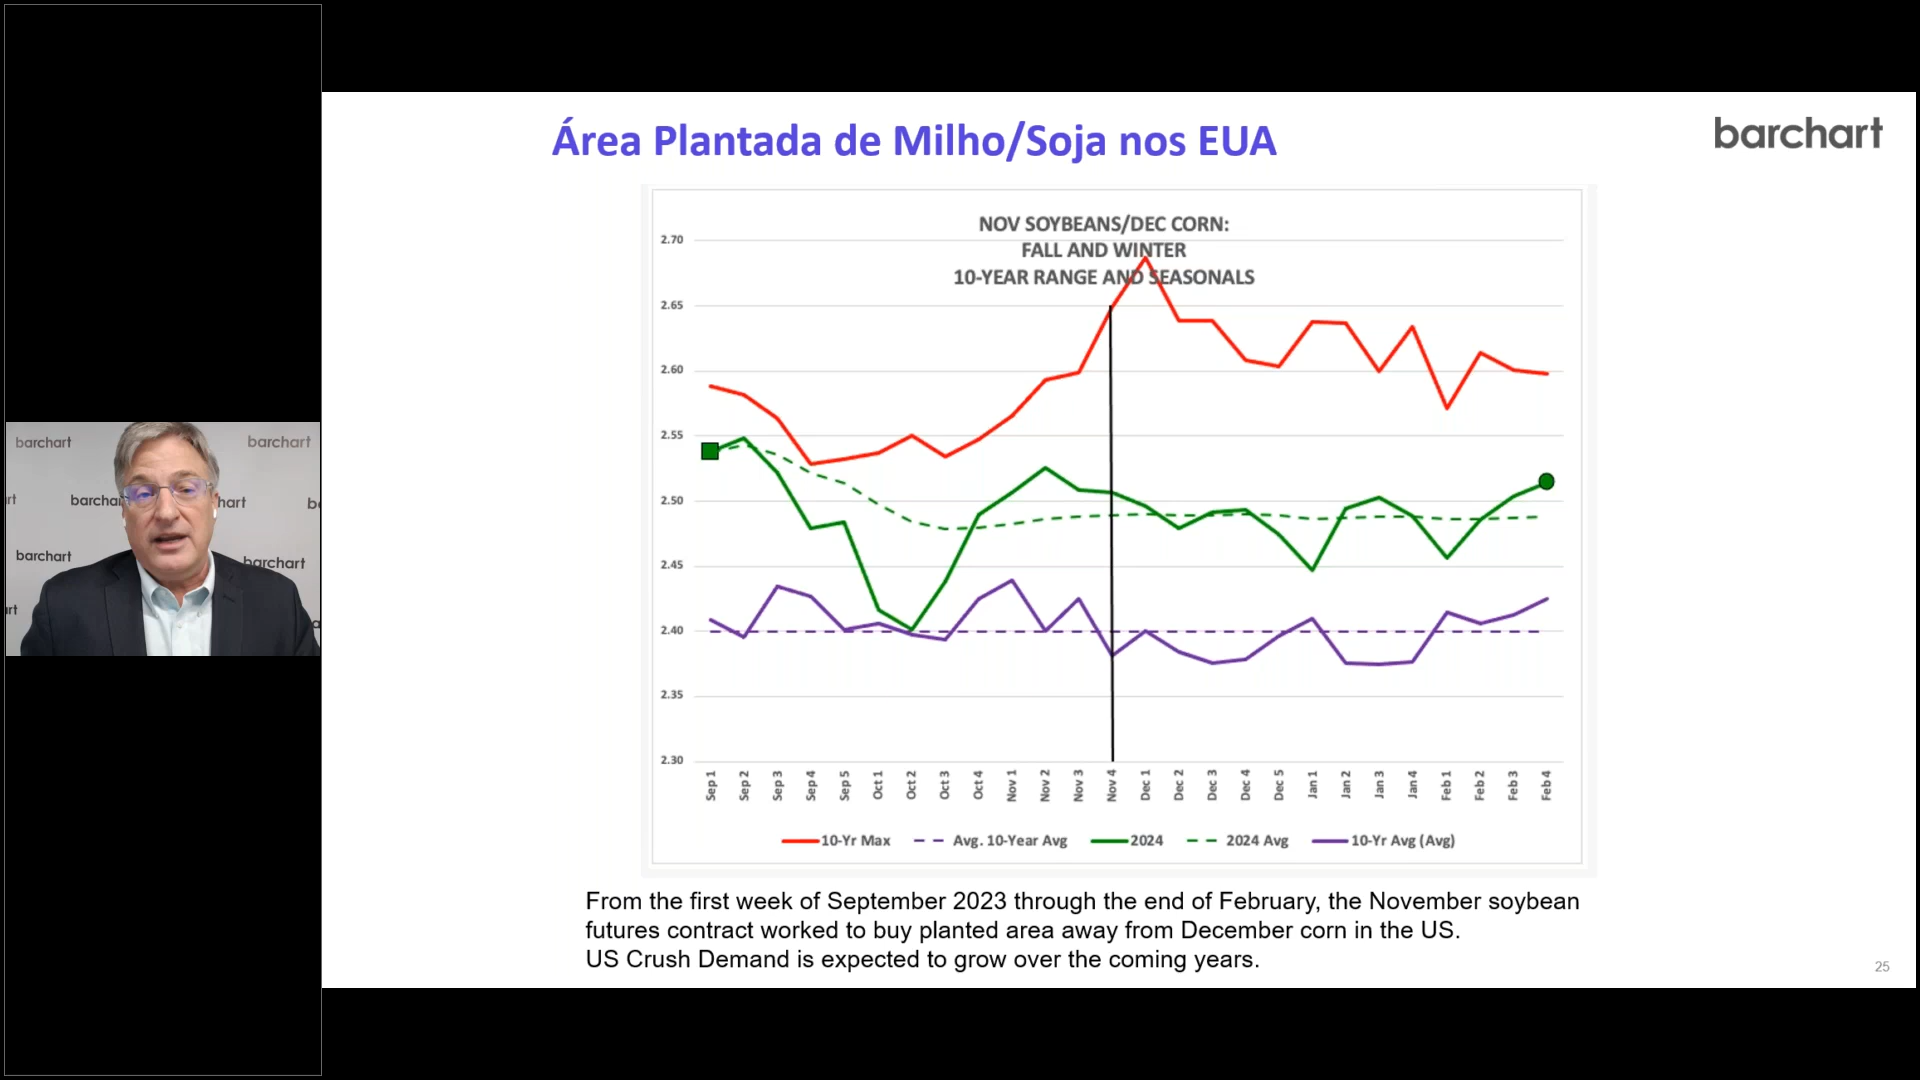 Área Plantada de Milho/Soja nos EUA
barchart
NOV SOYBEANS/DEC CORN:
FALL AND WINTER
10-YEAR RANGE AND SEASONALS
2.70
2.65
2.60
2.55
2.50
2.45
2.40
2.35
2.30
Sep 1
Sep 2
Sep 3
Sep 4
Sep 5
Oct 1
Oct 2
Oct 3
Oct 4
Nov 1
Nov 2
Nov 3
Nov 4
Dec 1
Dec 2
Dec 3
Dec 4
Dec 5
Jan 1
Jan 2
Jan 3
Jan 4
Feb 1
Feb 2
Feb 3
Feb 4
10-Yr Max
Avg. 10-Year Avg
2024
2024 Avg
10-Yr Avg (Avg)
From the first week of September 2023 through the end of February, the November soybean
futures contract worked to buy planted area away from December corn in the US.
US Crush Demand is expected to grow over the coming years.
25
barchart barchart
rt barchar hart b
barchart barchart
rt